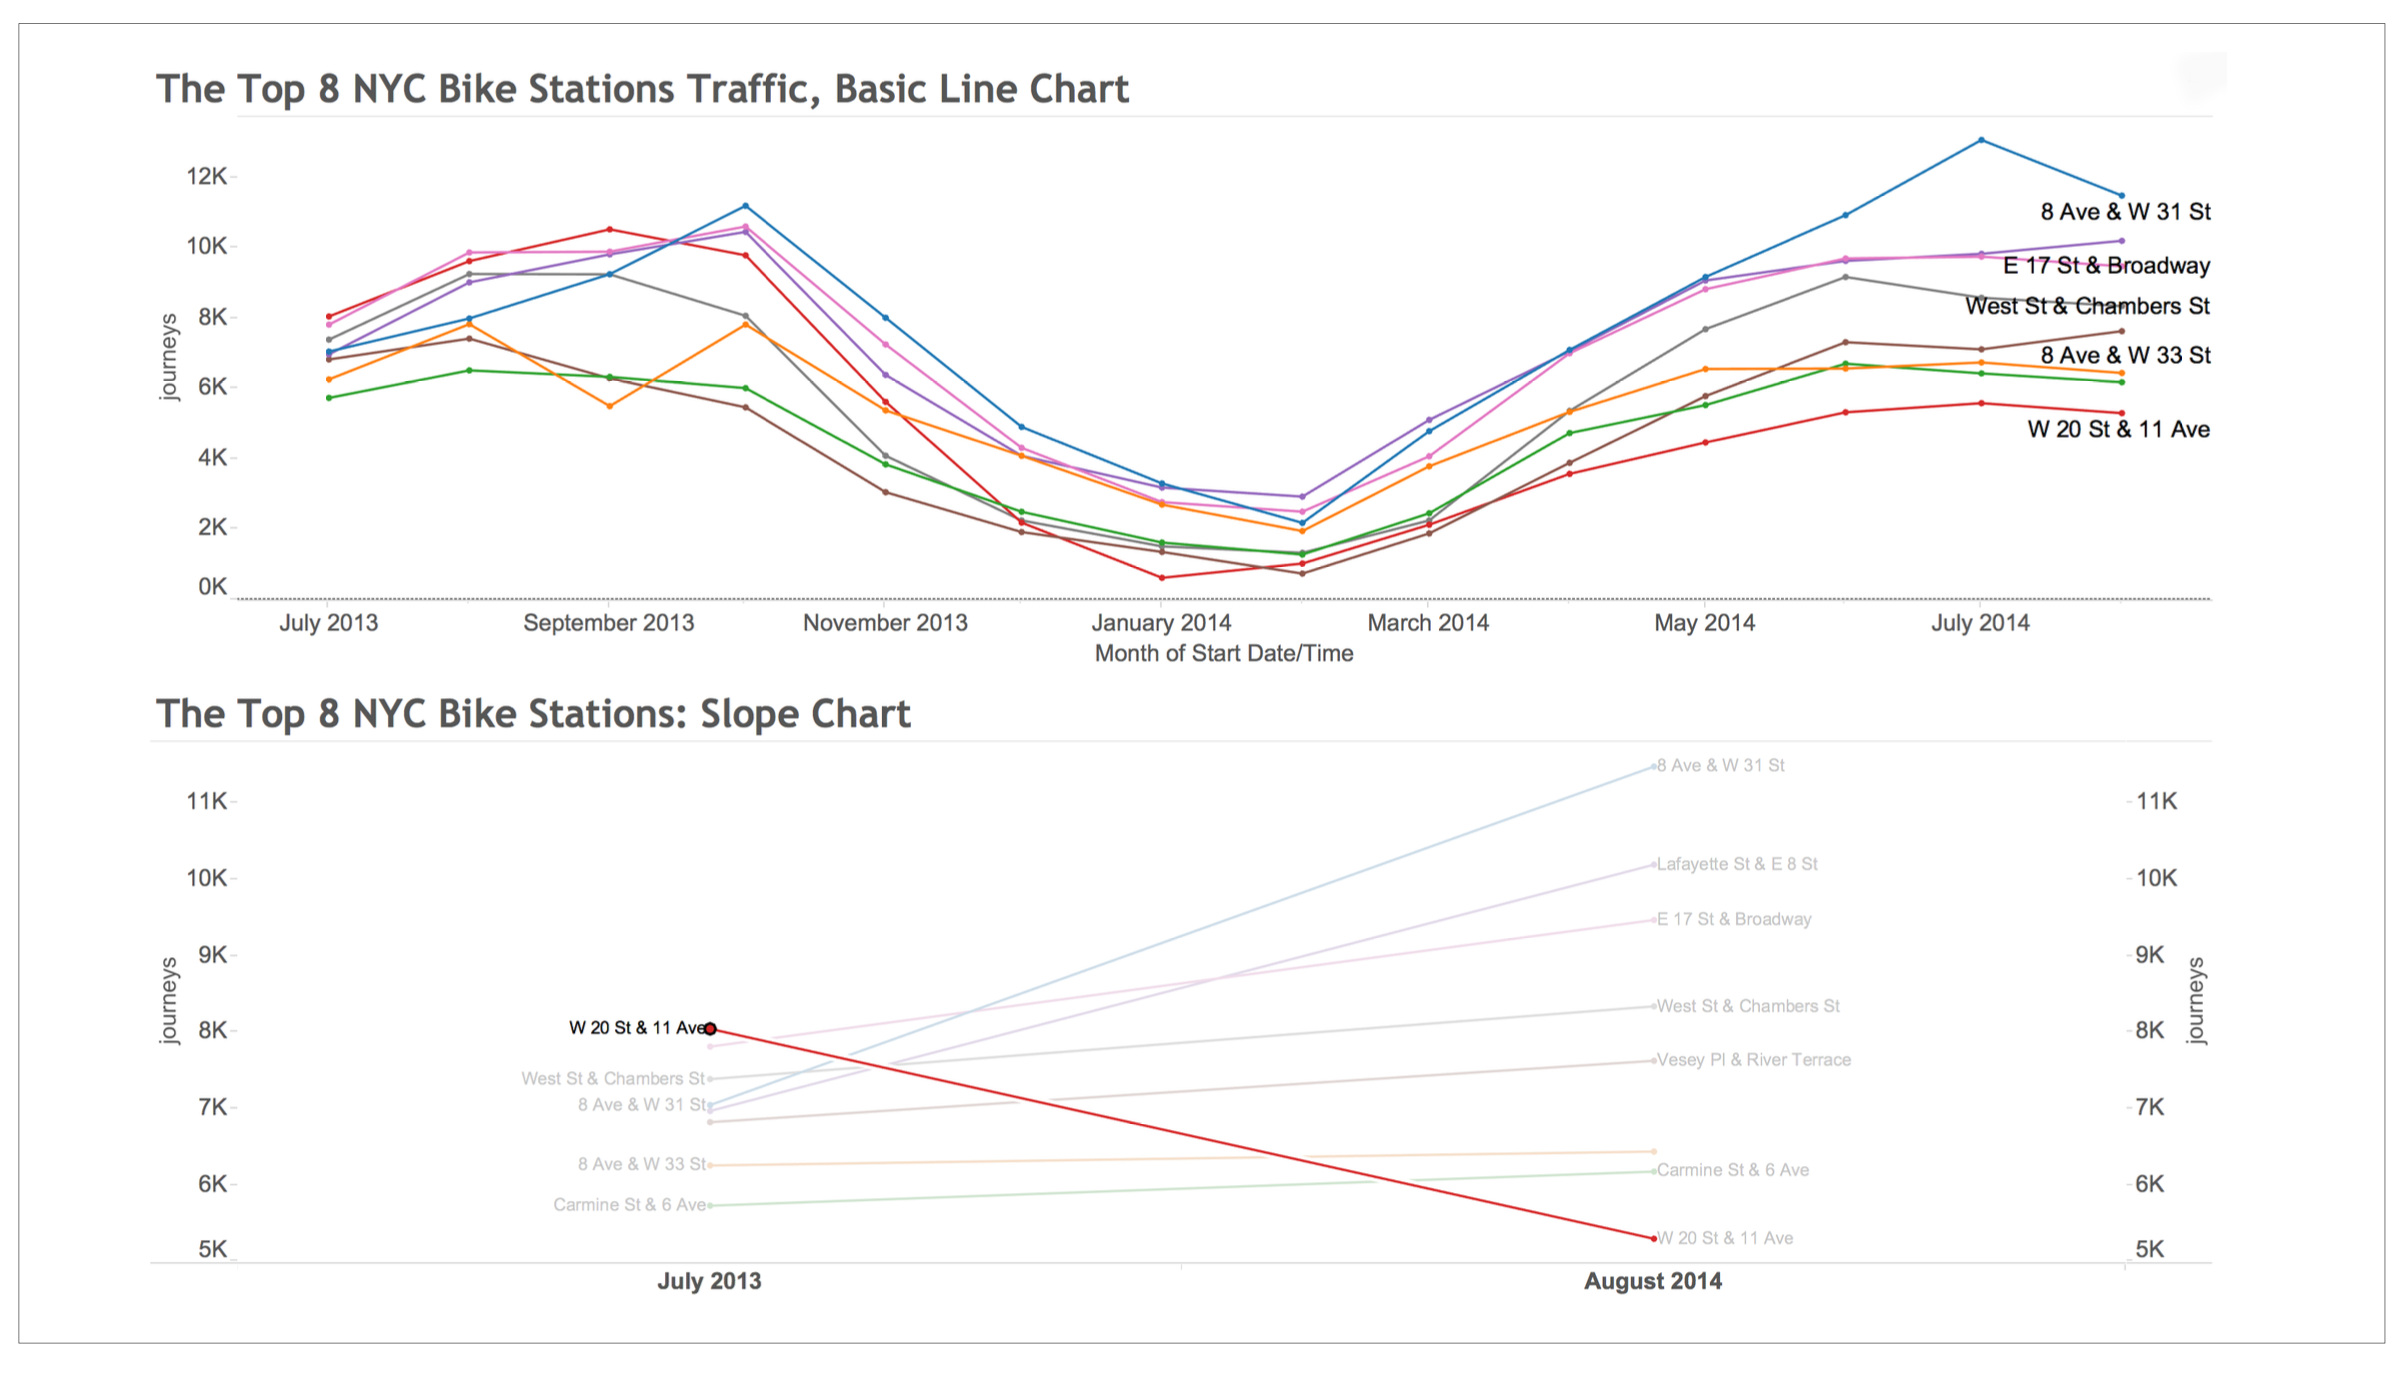 The Top 8 NYC Bike Stations Traffic, Basic Line Chart
12K
10K
8K
6K
4K
2K
0K
journeys
8 Ave & W 31 St
E 17 St & Broadway
West St & Chambers St
8 Ave & W 33 St
W 20 St & 11 Ave
July 2013
September 2013
November 2013
January 2014
March 2014
May 2014
July 2014
Month of Start Date/Time
The Top 8 NYC Bike Stations: Slope Chart
11K
10K
9K
8K
7K
6K
5K
journeys
W 20 St & 11 Ave
West St & Chambers St
8 Ave & W 31 St
8 Ave & W 33 St
Carmine St & 6 Ave
8 Ave & W 31 St
Lafayette St & E 8 St
E 17 St & Broadway
West St & Chambers St
Vesey Pl & River Terrace
Carmine St & 6 Ave
W 20 St & 11 Ave
11K
10K
9K
8K
7K
6K
5K
journeys
July 2013
August 2014